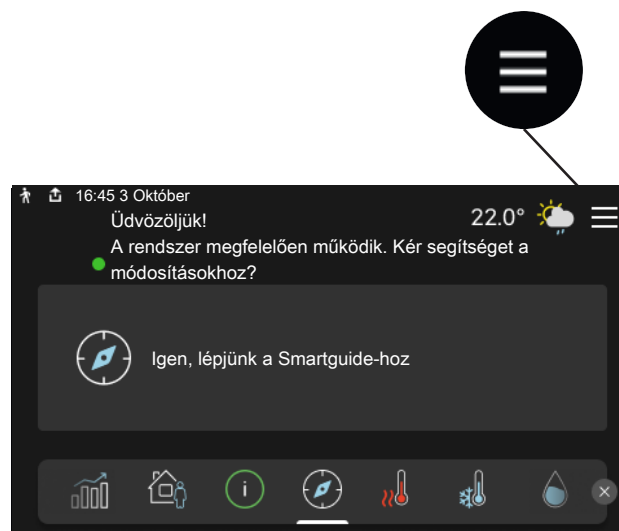 16:45 3 Október
Üdvözöljük!
22.0°
A rendszer megfelelően működik. Kér segítséget a
módosításokhoz?
Igen, lépjünk a Smartguide-hoz